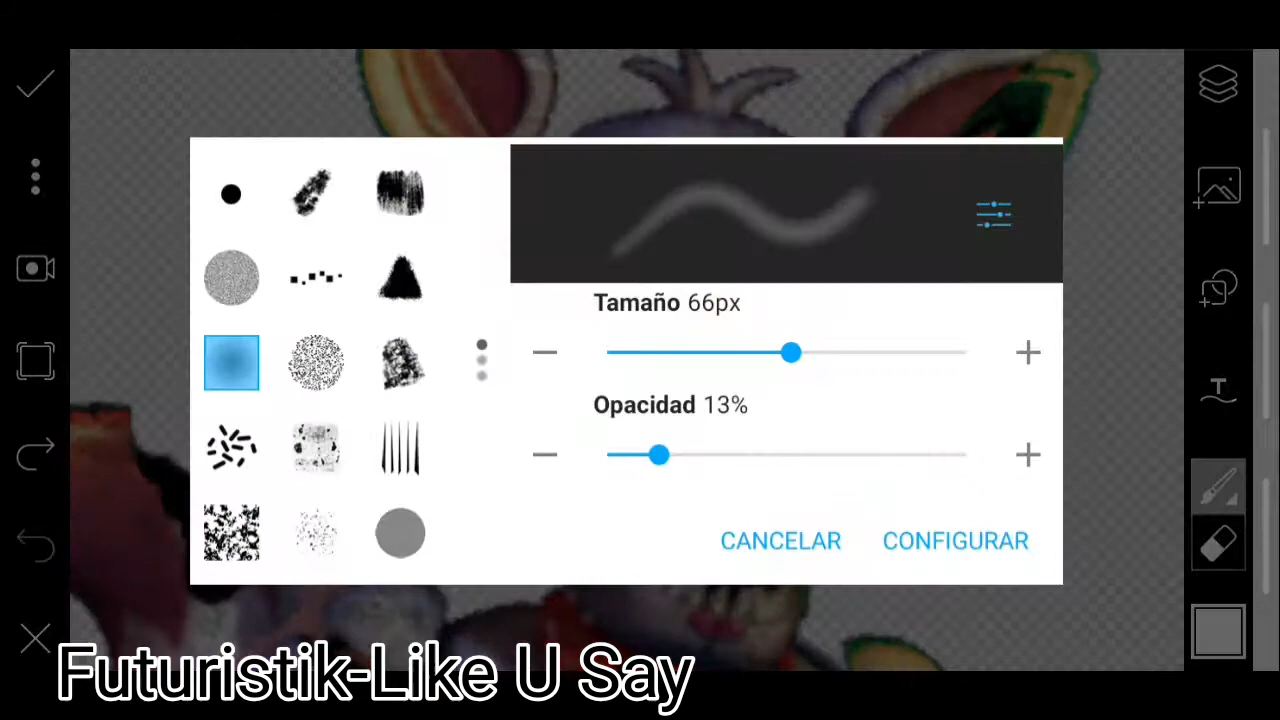 Tamaño 66px
Opacidad 13%
CANCELAR CONFIGURAR
Futuristik-Like U Say